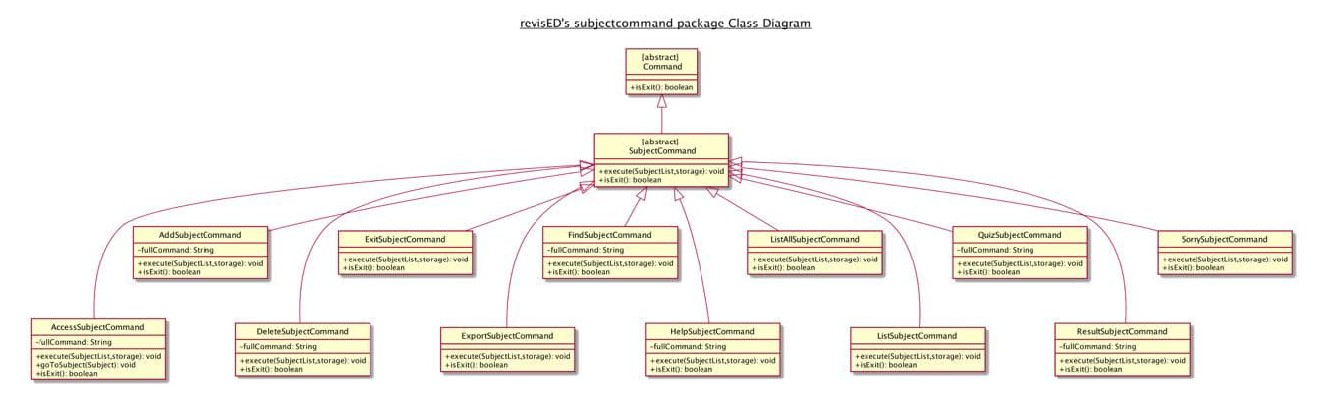 revisED's subjectcommand package Class Diagram
{abstract}
Command
+isExit(): boolean
{abstract}
SubjectCommand
+execute(SubjectList,storage): void
+isExit(): boolean
AddSubjectCommand
-fullCommand: String
+execute(SubjectList,storage): void
+isExit(): boolean
ExitSubjectCommand
+execute(SubjectList,storage): void
+isExit(): boolean
FindSubjectCommand
-fullCommand: String
+execute(SubjectList,storage): void
+isExit(): boolean
ListAllSubjectCommand
+execute(SubjectList,storage): void
+isExit(): boolean
QuizSubjectCommand
-fullCommand: String
+execute(SubjectList,storage): void
+isExit(): boolean
SorrySubjectCommand
+execute(SubjectList,storage): void
+isExit(): boolean
AccessSubjectCommand
-fullCommand: String
+execute(SubjectList,storage): void
+goToSubject(Subject): void
+isExit(): boolean
DeleteSubjectCommand
-fullCommand: String
+execute(SubjectList,storage): void
+isExit(): boolean
ExportSubjectCommand
+execute(SubjectList,storage): void
+isExit(): boolean
HelpSubjectCommand
-fullCommand: String
+execute(SubjectList,storage): void
+isExit(): boolean
ListSubjectCommand
+execute(SubjectList,storage): void
+isExit(): boolean
ResultSubjectCommand
-fullCommand: String
+execute(SubjectList,storage): void
+isExit(): boolean